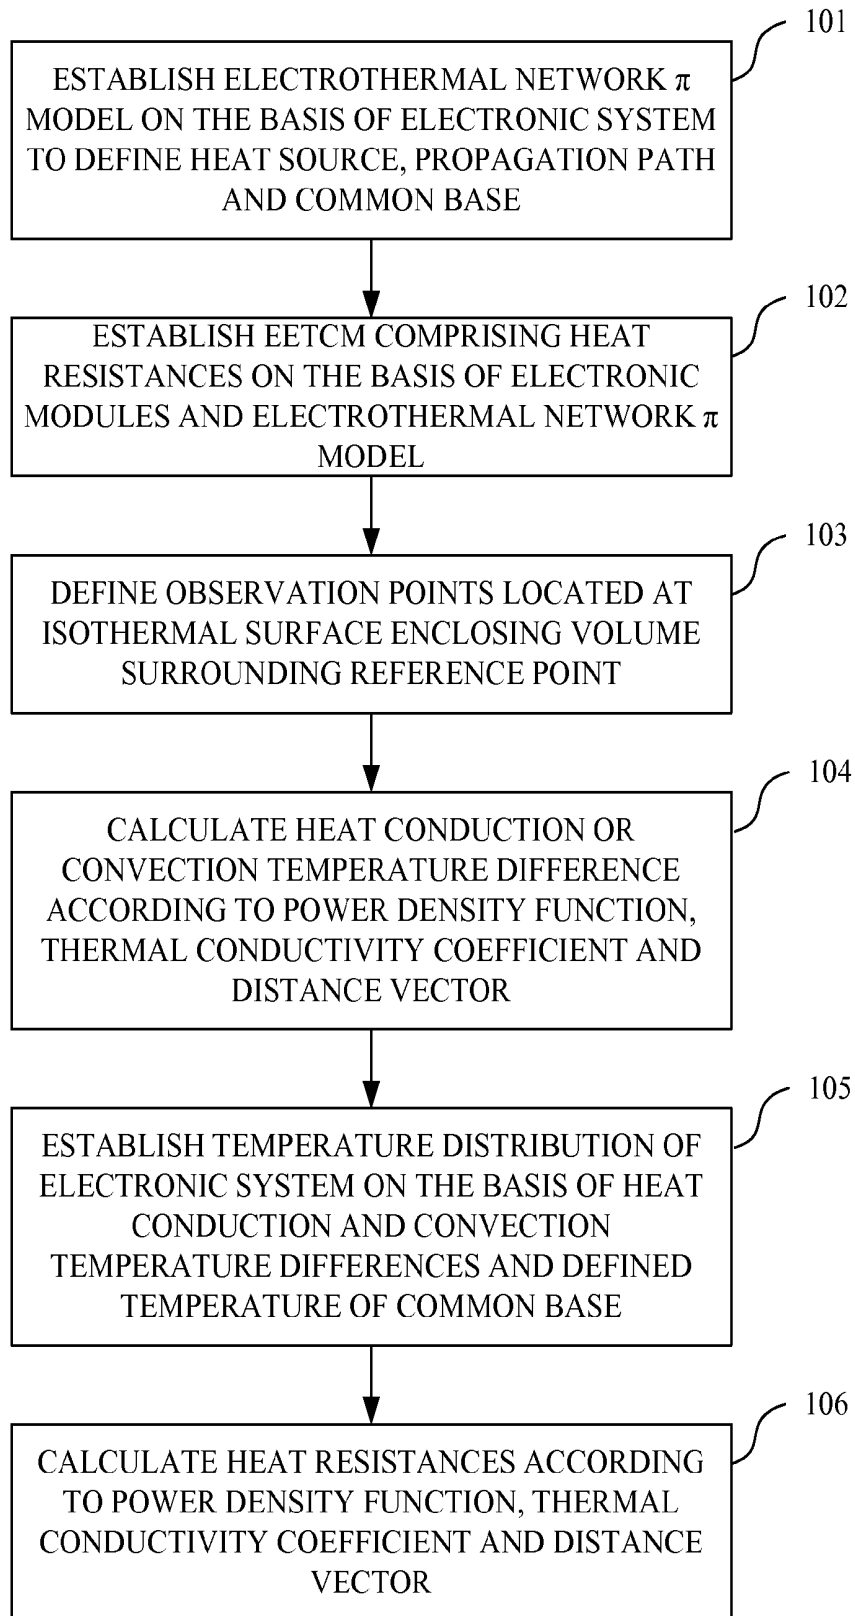 101
ESTABLISH ELECTROTHERMAL NETWORK π
MODEL ON THE BASIS OF ELECTRONIC SYSTEM
TO DEFINE HEAT SOURCE, PROPAGATION PATH
AND COMMON BASE
102
ESTABLISH EETCM COMPRISING HEAT
RESISTANCES ON THE BASIS OF ELECTRONIC
MODULES AND ELECTROTHERMAL NETWORK π
MODEL
103
DEFINE OBSERVATION POINTS LOCATED AT
ISOTHERMAL SURFACE ENCLOSING VOLUME
SURROUNDING REFERENCE POINT
104
CALCULATE HEAT CONDUCTION OR
CONVECTION TEMPERATURE DIFFERENCE
ACCORDING TO POWER DENSITY FUNCTION,
THERMAL CONDUCTIVITY COEFFICIENT AND
DISTANCE VECTOR
105
ESTABLISH TEMPERATURE DISTRIBUTION OF
ELECTRONIC SYSTEM ON THE BASIS OF HEAT
CONDUCTION AND CONVECTION
TEMPERATURE DIFFERENCES AND DEFINED
TEMPERATURE OF COMMON BASE
106
CALCULATE HEAT RESISTANCES ACCORDING
TO POWER DENSITY FUNCTION, THERMAL
CONDUCTIVITY COEFFICIENT AND DISTANCE
VECTOR